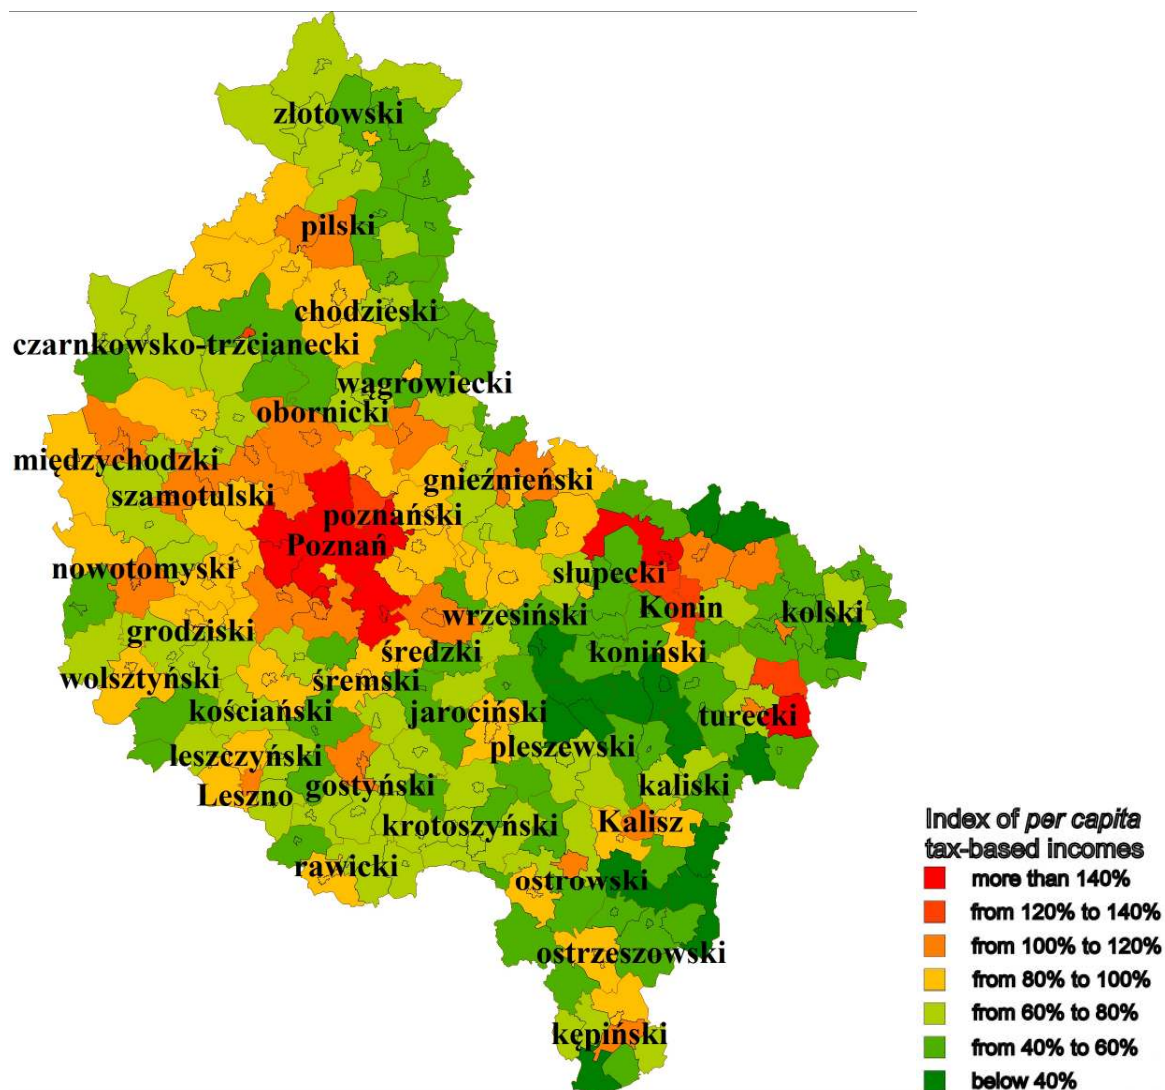 złotowski
pilski
chodzieski
czarnkowsko-trzcianecki
wągrowiecki
obornicki
międzychodzki
gnieźnieński
szamotulski
poznański
Poznań
nowotomyski
słupecki
Konin
kolski
wrzesiński
grodziski
średzki
koniński
wolsztyński
śremski
kościański
jarociński
turecki
pleszewski
leszczyński
gostyński
kaliski
Leszno
krotoszyński
Kalisz
rawicki
ostrowski
ostrzeszowski
kępiński
Index of per capita
tax-based incomes
more than 140%
from 120% to 140%
from 100% to 120%
from 80% to 100%
from 60% to 80%
from 40% to 60%
below 40%